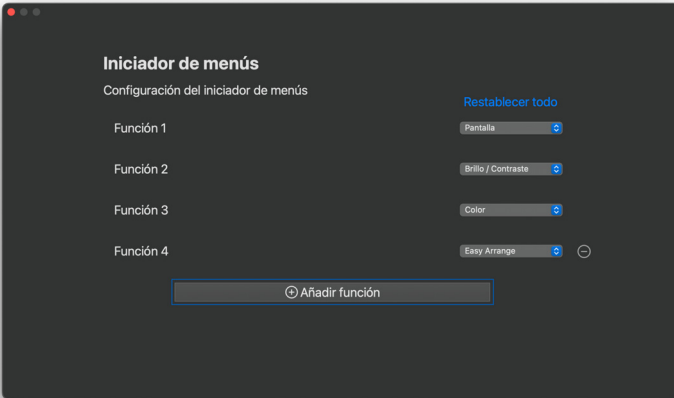 Iniciador de menús
Configuración del iniciador de menús
Restablecer todo
Función 1 Pantalla
Función 2 Brillo / Contraste
Función 3 Color
Función 4 Easy Arrange
Añadir función